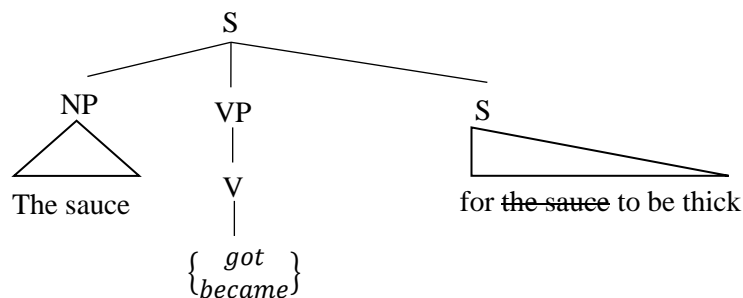 S
NP VP S
The sauce V for the sauce to be thick
{got
became}